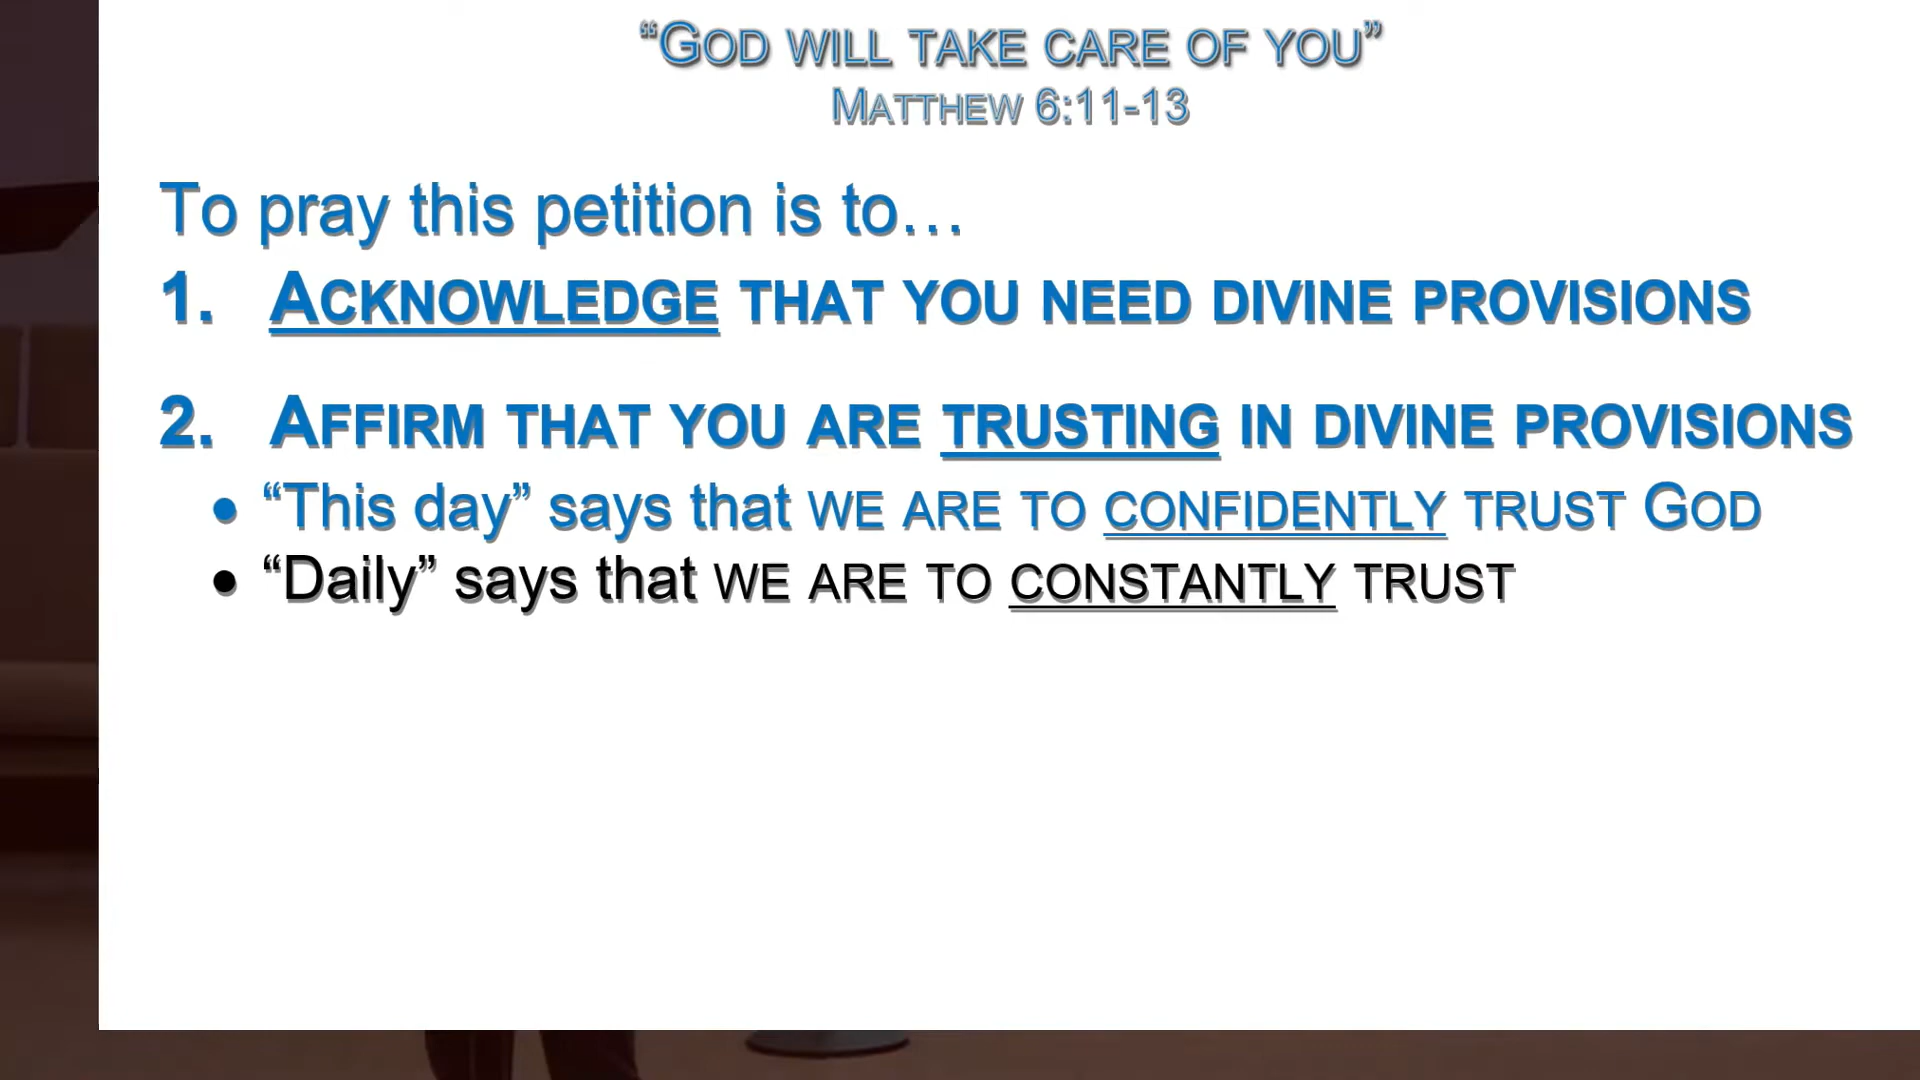 “God will take care of you”
Matthew 6:11-13
To pray this petition is to…
1. Acknowledge that you need divine provisions
2. Affirm that you are trusting in divine provisions
• “This day” says that we are to confidently trust God
• “Daily” says that we are to constantly trust